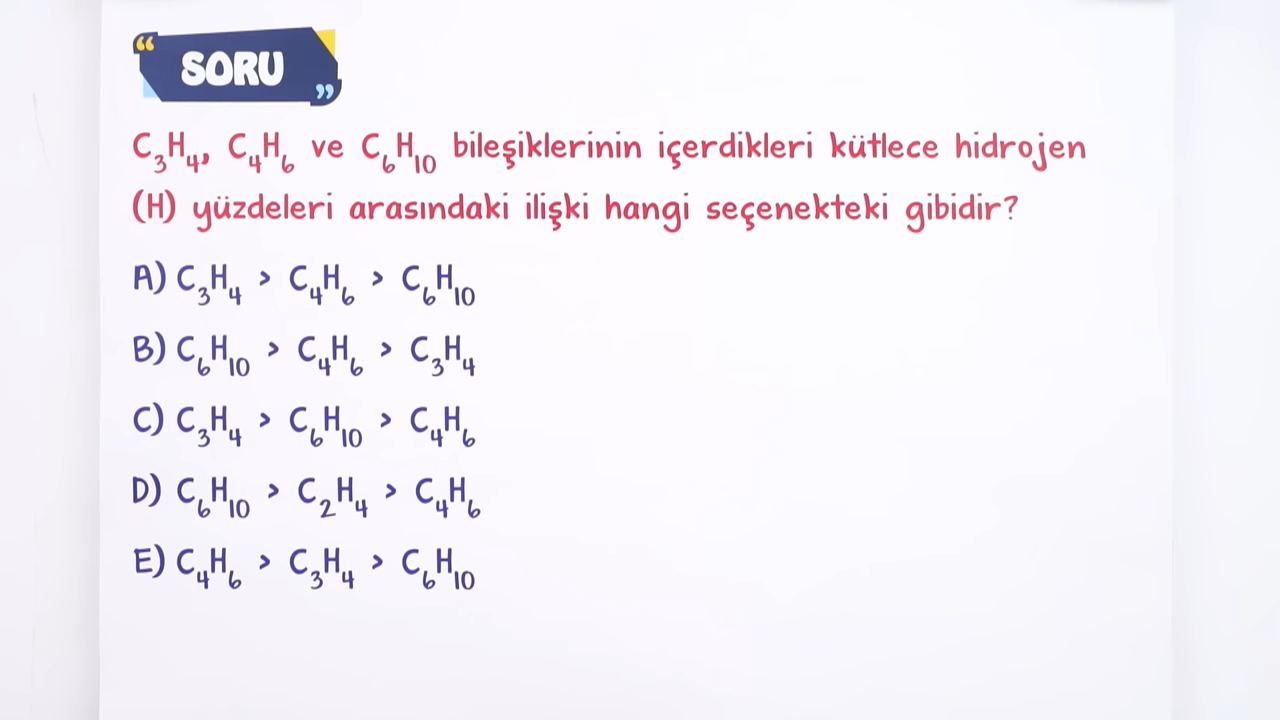 “ SORU ”
C₃H₄, C₄H₆ ve C₆H₁₀ bileşiklerinin içerdikleri kütlece hidrojen
(H) yüzdeleri arasındaki ilişki hangi seçenekteki gibidir?
A) C₃H₄ > C₄H₆ > C₆H₁₀
B) C₆H₁₀ > C₄H₆ > C₃H₄
C) C₃H₄ > C₆H₁₀ > C₄H₆
D) C₆H₁₀ > C₂H₄ > C₄H₆
E) C₄H₆ > C₃H₄ > C₆H₁₀